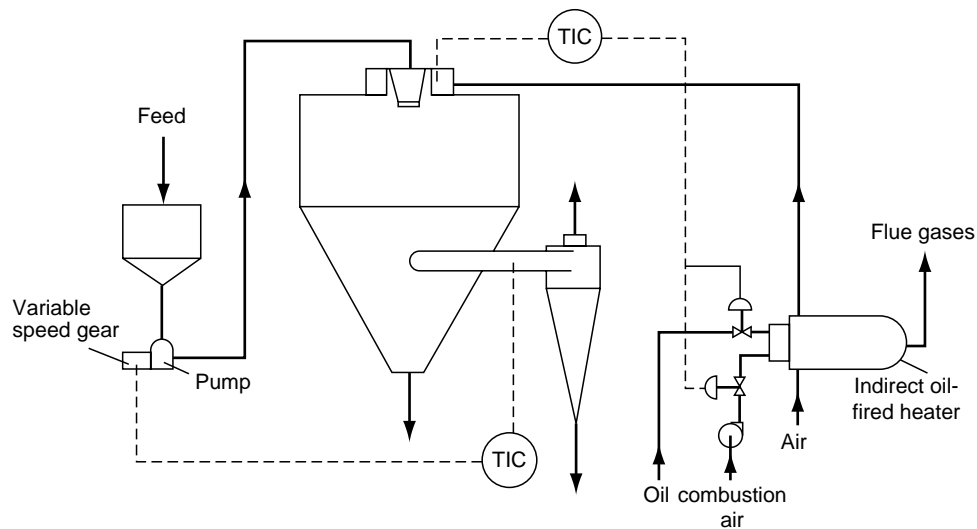 TIC
Feed
Flue gases
Variable
speed gear
Pump
Indirect oil-
fired heater
Air
TIC
Oil combustion
air